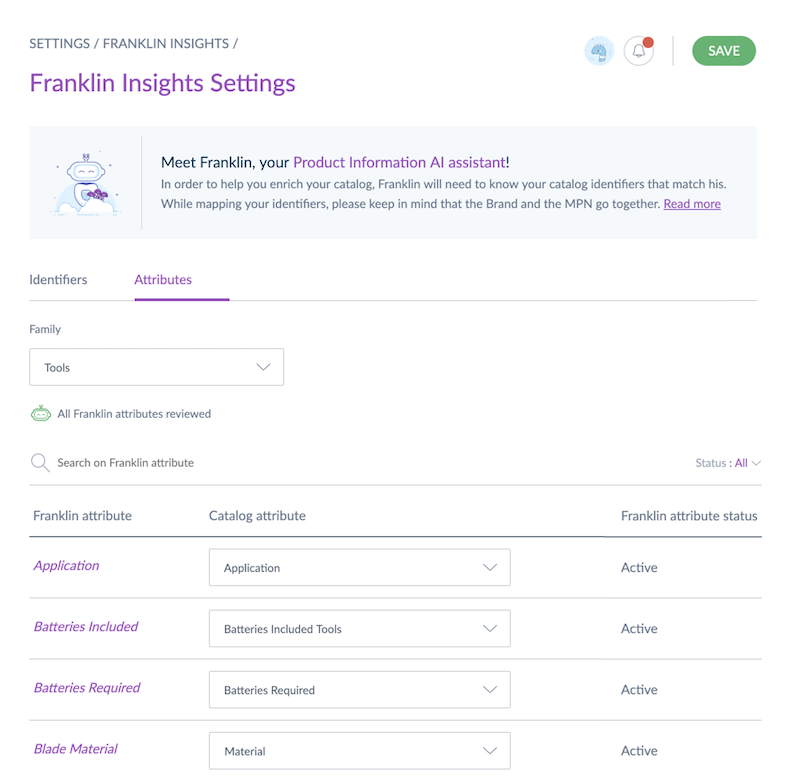 SETTINGS / FRANKLIN INSIGHTS /
SAVE
Franklin Insights Settings
Meet Franklin, your Product Information AI assistant!
In order to help you enrich your catalog, Franklin will need to know your catalog identifiers that match his.
While mapping your identifiers, please keep in mind that the Brand and the MPN go together. Read more
Identifiers Attributes
Family
Tools
All Franklin attributes reviewed
Search on Franklin attribute Status : All
Franklin attribute Catalog attribute Franklin attribute status
Application Application Active
Batteries Included Batteries Included Tools Active
Batteries Required Batteries Required Active
Blade Material Material Active